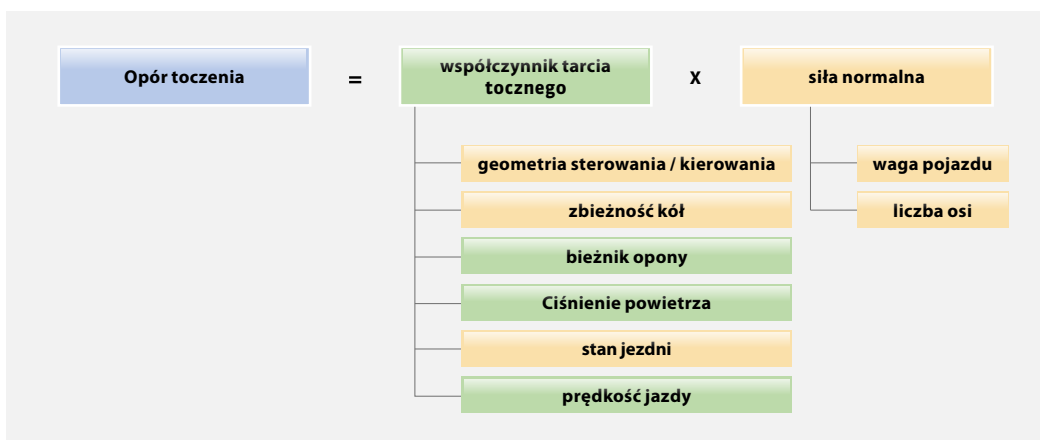 Opór toczenia
=
współczynnik tarcia
tocznego
x
siła normalna
geometria sterowania / kierowania
zbieżność kół
bieżnik opony
Ciśnienie powietrza
stan jezdni
prędkość jazdy
waga pojazdu
liczba osi